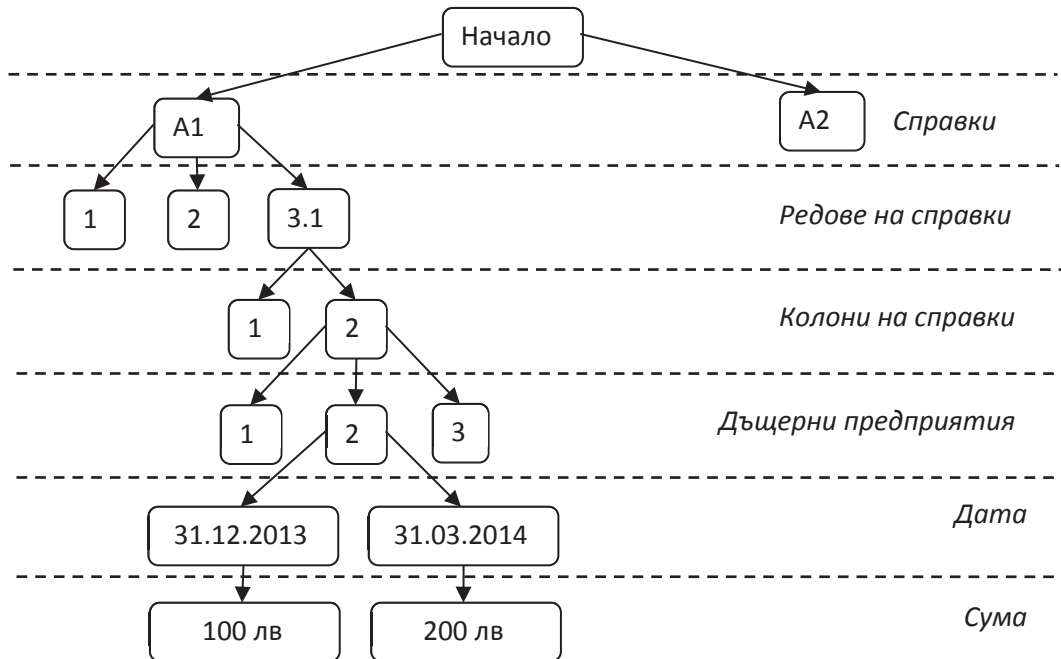 Начало
А1
А2
Справки
1
2
3.1
Редове на справки
1
2
Колони на справки
1
2
3
Дъщерни предприятия
31.12.2013
31.03.2014
Дата
100 лв
200 лв
Сума